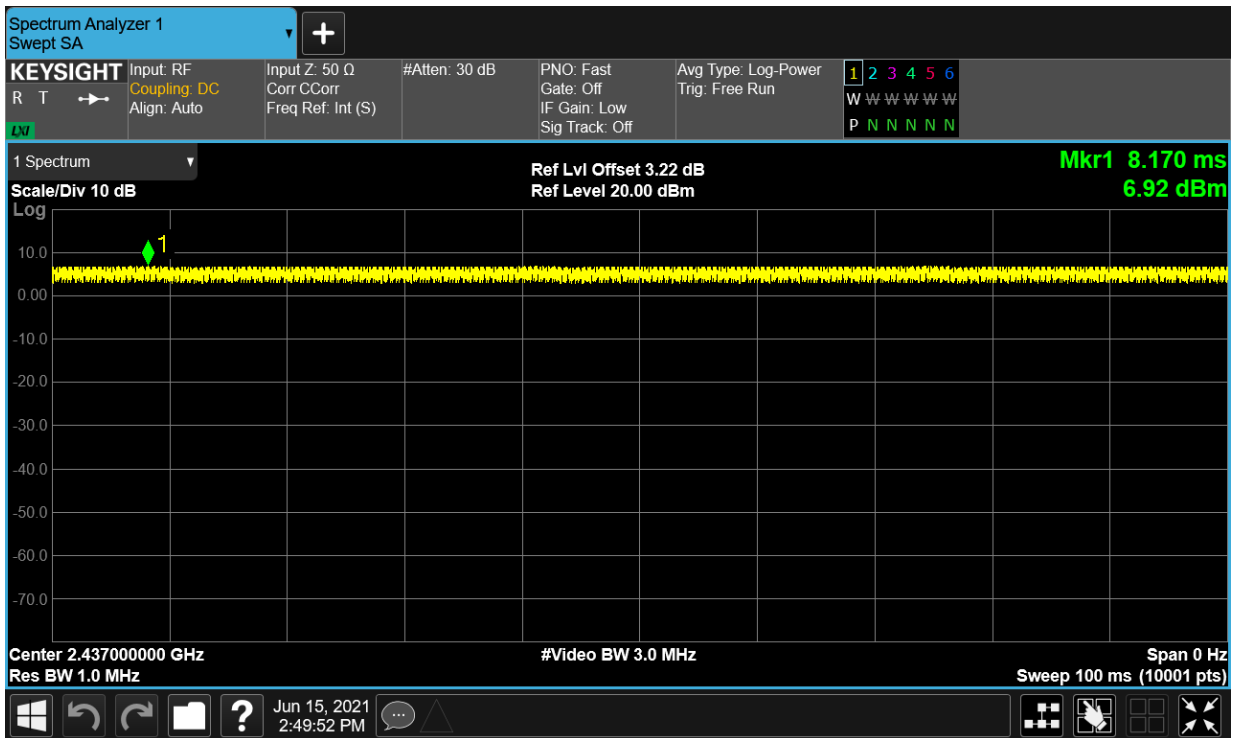 Spectrum Analyzer 1
Swept SA
KEYSIGHT
R T
LXI
Input: RF
Coupling: DC
Align: Auto
Input Z: 50 Ω
Corr CCorr
Freq Ref: Int (S)
#Atten: 30 dB
PNO: Fast
Gate: Off
IF Gain: Low
Sig Track: Off
Avg Type: Log-Power
Trig: Free Run
1 2 3 4 5 6
W W W W W W
P N N N N N
1 Spectrum
Scale/Div 10 dB
Log
Ref Lvl Offset 3.22 dB
Ref Level 20.00 dBm
Mkr1 8.170 ms
6.92 dBm
1
10.0
0.00
-10.0
-20.0
-30.0
-40.0
-50.0
-60.0
-70.0
Center 2.437000000 GHz
Res BW 1.0 MHz
#Video BW 3.0 MHz
Span 0 Hz
Sweep 100 ms (10001 pts)
?
Jun 15, 2021
2:49:52 PM